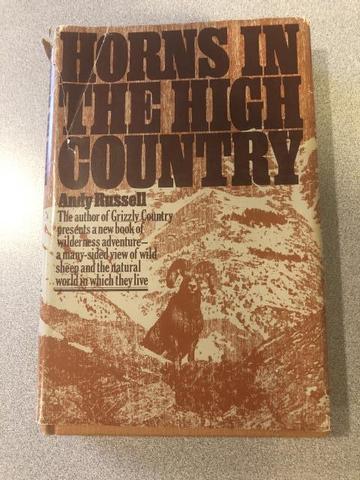 HORNS IN
THE HIGH
COUNTRY
Andy Russell
The author of Grizzly Country
presents a new book of
wilderness adventure—
a many-sided view of wild
sheep and the natural
world in which they live